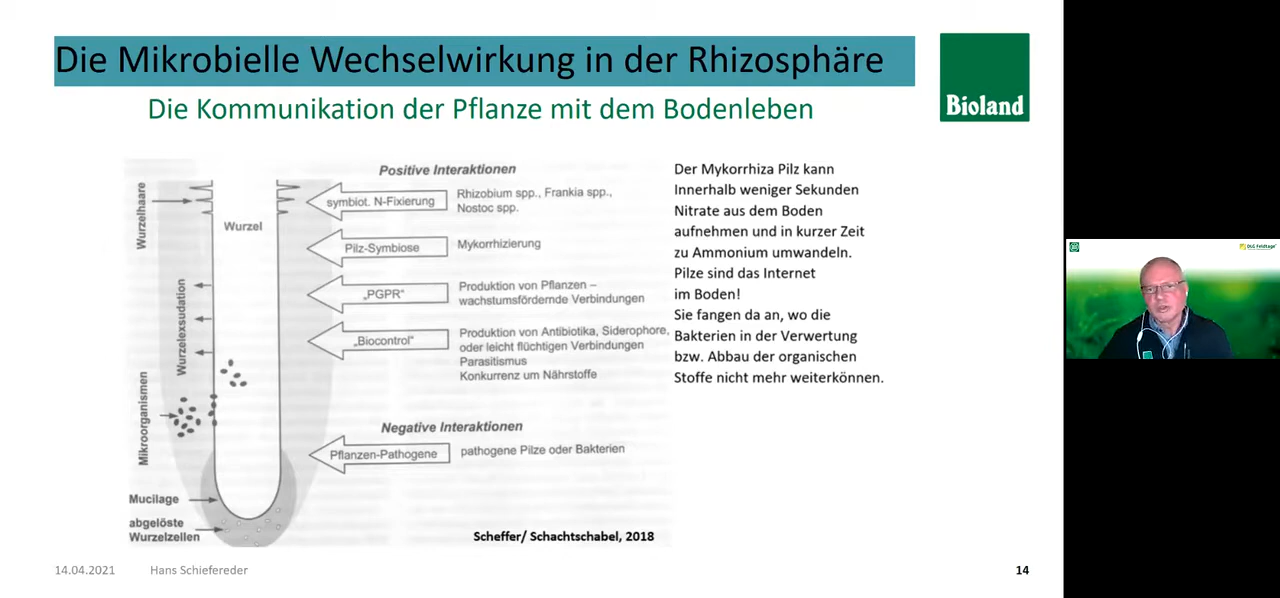 Die Mikrobielle Wechselwirkung in der Rhizosphäre
Die Kommunikation der Pflanze mit dem Bodenleben
Bioland
Positive Interaktionen
Wurzelhaare
Wurzel
symbiot. N-Fixierung
Rhizobium spp., Frankia spp.,
Nostoc spp.
Pilz-Symbiose
Mykorrhizierung
Wurzelexsudation
„PGPR“
Produktion von Pflanzen –
wachstumsfördernde Verbindungen
„Biocontrol“
Produktion von Antibiotika, Siderophore,
oder leicht flüchtigen Verbindungen
Parasitismus
Konkurrenz um Nährstoffe
Mikroorganismen
Negative Interaktionen
Pflanzen-Pathogene
pathogene Pilze oder Bakterien
Mucilage
abgelöste
Wurzelzellen
Scheffer/ Schachtschabel, 2018
Der Mykorrhiza Pilz kann
Innerhalb weniger Sekunden
Nitrate aus dem Boden
aufnehmen und in kurzer Zeit
zu Ammonium umwandeln.
Pilze sind das Internet
im Boden!
Sie fangen da an, wo die
Bakterien in der Verwertung
bzw. Abbau der organischen
Stoffe nicht mehr weiterkönnen.
14.04.2021
Hans Schiefereder
14
DLG Feldtage